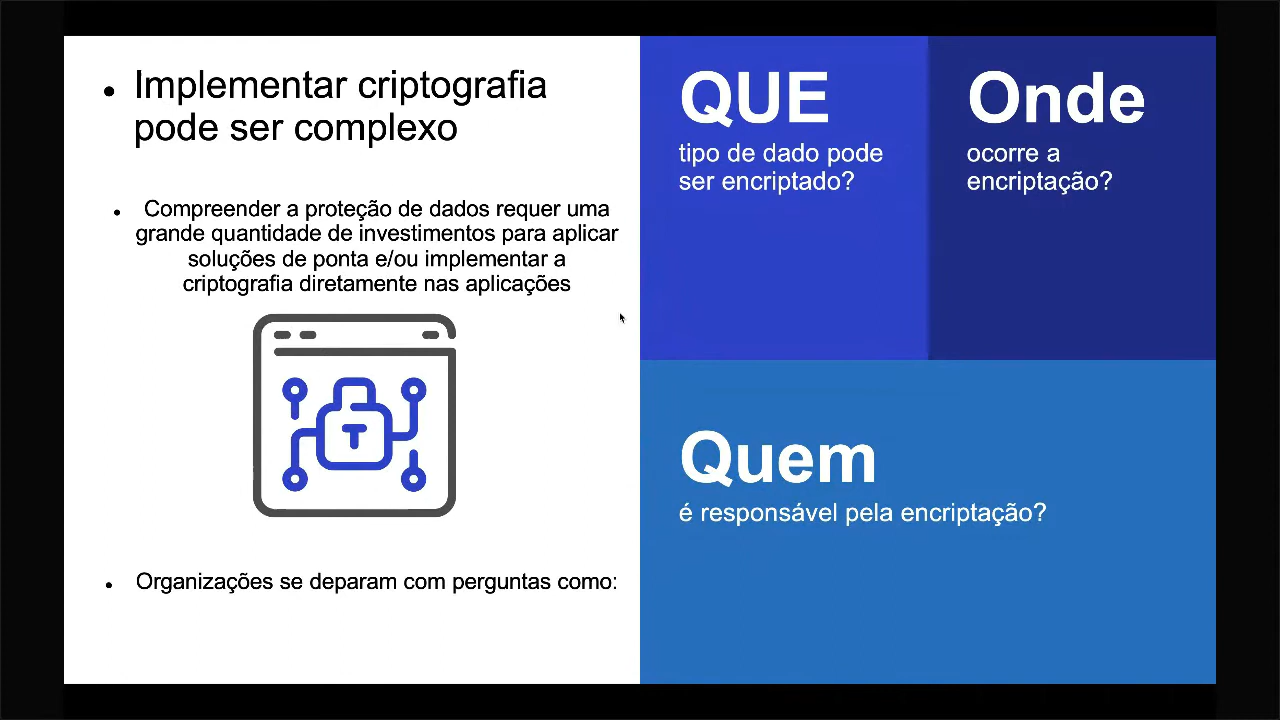 Implementar criptografia
pode ser complexo
Compreender a proteção de dados requer uma
grande quantidade de investimentos para aplicar
soluções de ponta e/ou implementar a
criptografia diretamente nas aplicações
Organizações se deparam com perguntas como:
QUE
tipo de dado pode
ser encriptado?
Onde
ocorre a
encriptação?
Quem
é responsável pela encriptação?